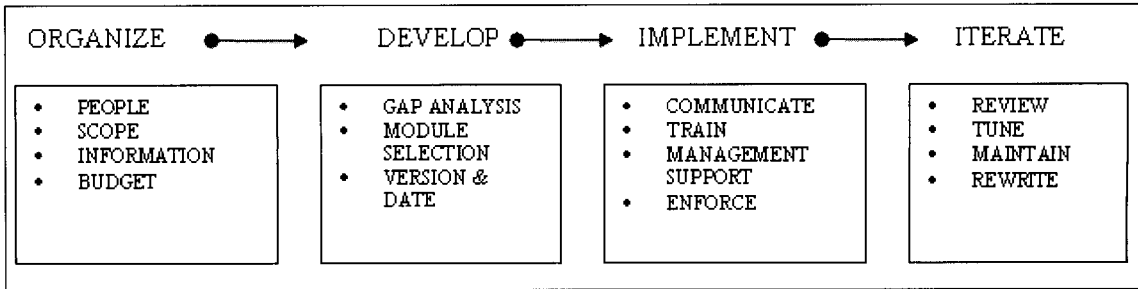 ORGANIZE DEVELOP IMPLEMENT ITERATE
• PEOPLE
• SCOPE
• INFORMATION
• BUDGET
• GAP ANALYSIS
• MODULE
SELECTION
• VERSION &
DATE
• COMMUNICATE
• TRAIN
• MANAGEMENT
SUPPORT
• ENFORCE
• REVIEW
• TUNE
• MAINTAIN
• REWRITE